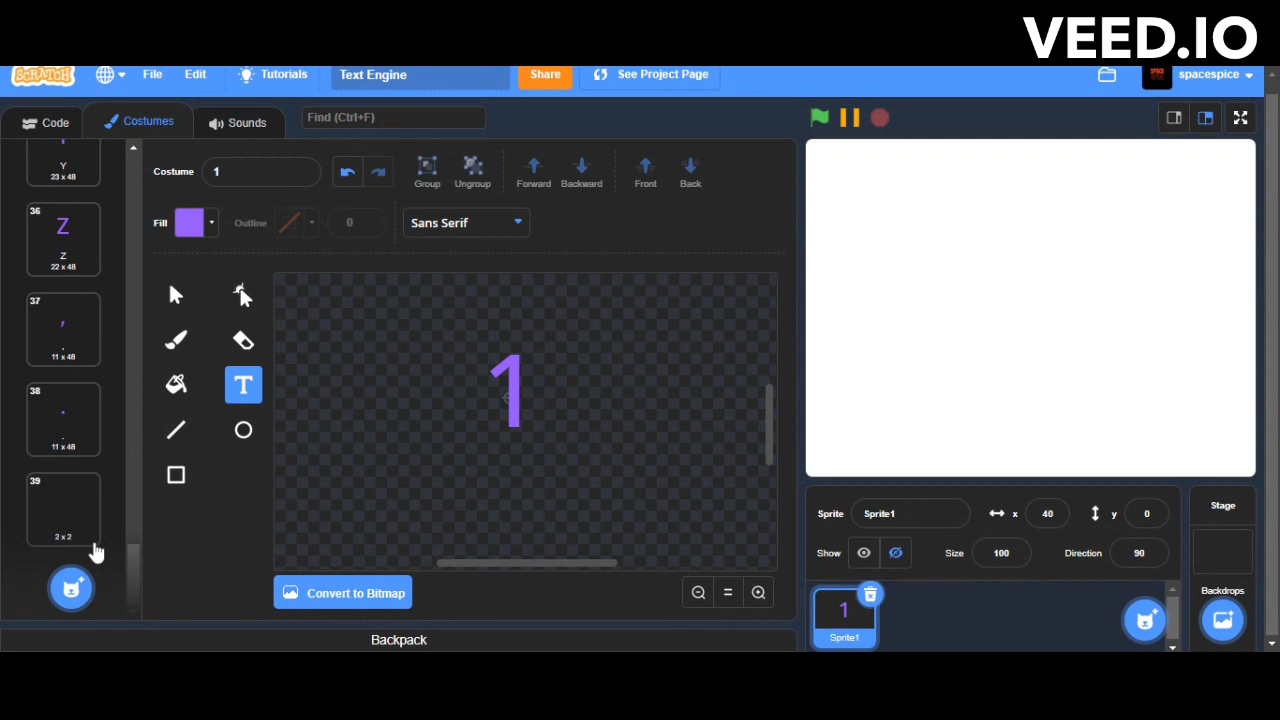 VEED.IO
SCRATCH File Edit Tutorials Text Engine Share See Project Page spacespice
Code Costumes Sounds Find (Ctrl+F)
Y
23 x 48
36
Z
Z
22 x 48
37
,
.
11 x 48
38
.
.
11 x 48
39
2 x 2
Costume 1 Group Ungroup Forward Backward Front Back
Fill Outline 0 Sans Serif
T
1
Convert to Bitmap
Backpack
Sprite Sprite1 x 40 y 0
Show Size 100 Direction 90
1
Sprite1
Stage
Backdrops